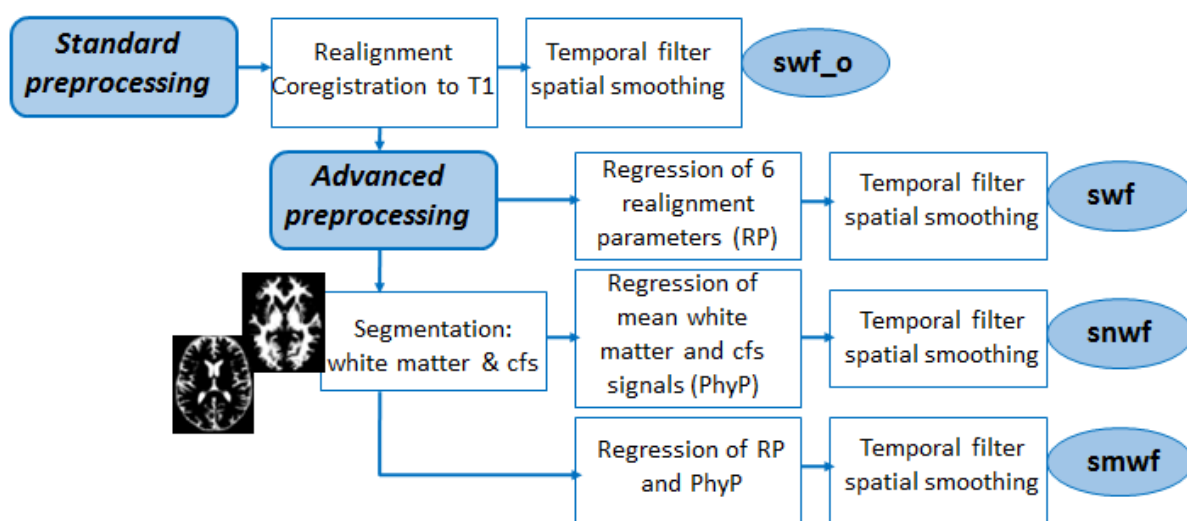 Standard
preprocessing
Realignment
Coregistration to T1
Temporal filter
spatial smoothing
swf_o
Advanced
preprocessing
Regression of 6
realignment
parameters (RP)
Temporal filter
spatial smoothing
swf
Segmentation:
white matter & cfs
Regression of
mean white
matter and cfs
signals (PhyP)
Temporal filter
spatial smoothing
snwf
Regression of RP
and PhyP
Temporal filter
spatial smoothing
smwf